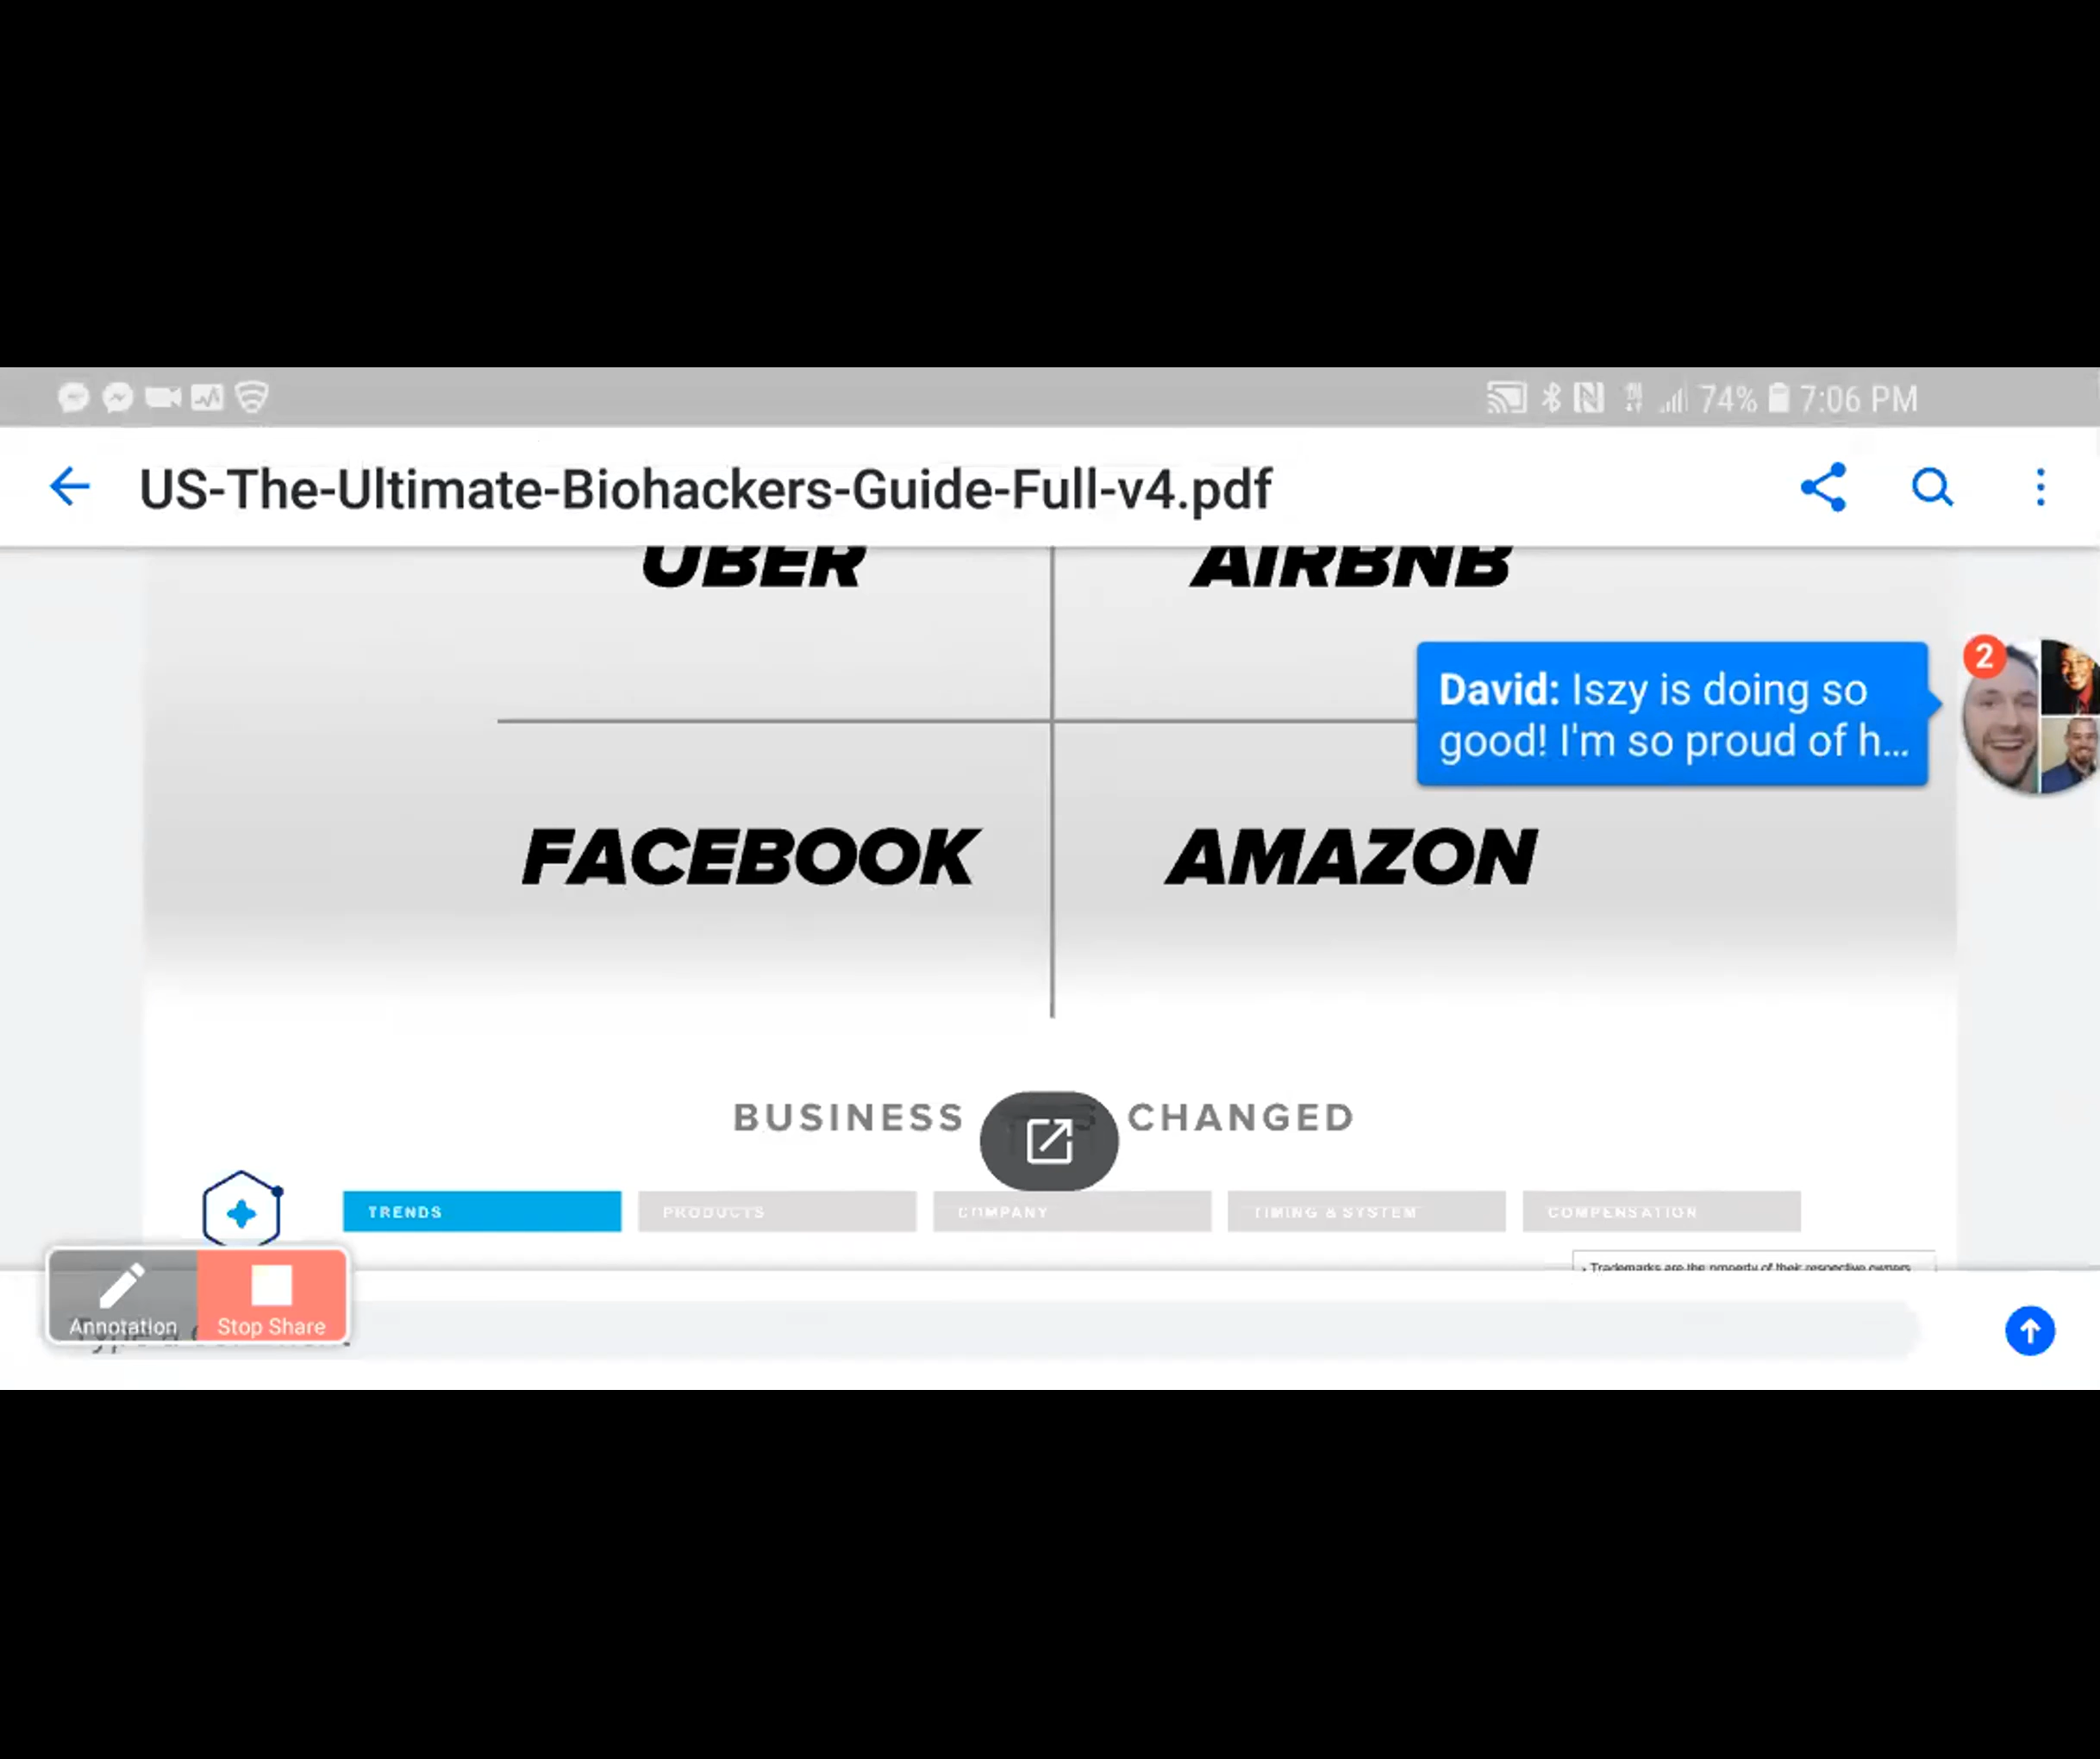 74% 7:06 PM
US-The-Ultimate-Biohackers-Guide-Full-v4.pdf
UBER AIRBNB
2
David: Iszy is doing so
good! I'm so proud of h...
FACEBOOK AMAZON
BUSINESS CHANGED
TRENDS PRODUCTS COMPANY TIMING & SYSTEM COMPENSATION
Trademarks are the property of their respective owners
Annotation Stop Share